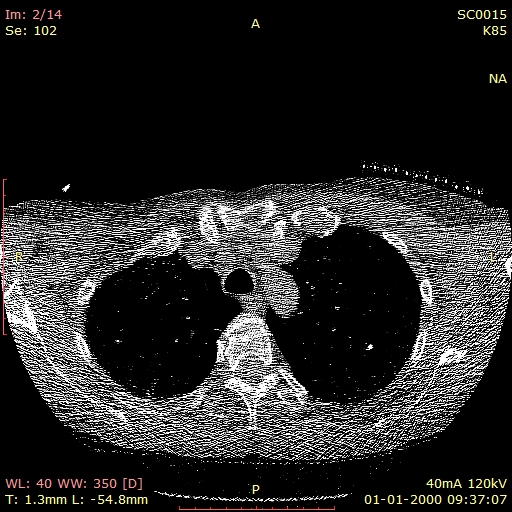 Im: 2/14
Se: 102
A
SC0015
K85
NA
R
L
WL: 40 WW: 350 [D]
T: 1.3mm L: -54.8mm
P
40mA 120kV
01-01-2000 09:37:07